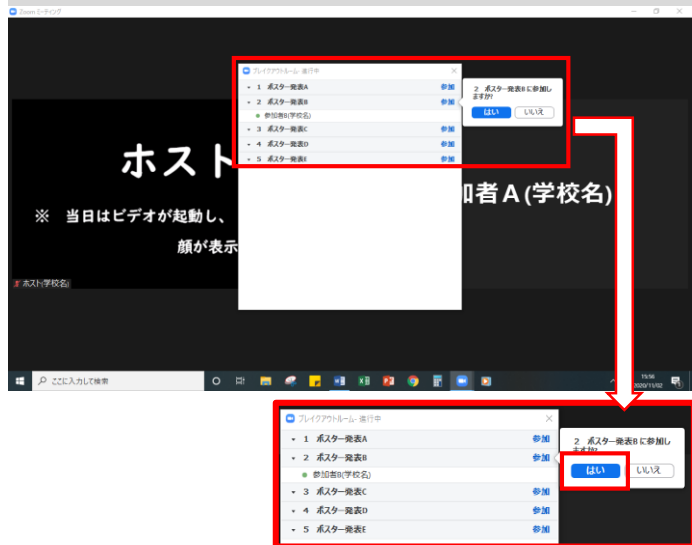 Zoom ミーティング
ブレイクアウトルーム - 進行中
1 ポスター発表A 参加
2 ポスター発表B 参加
参加者B(学校名)
3 ポスター発表C 参加
4 ポスター発表D 参加
5 ポスター発表E 参加
2 ポスター発表Bに参加し
ますか?
はい いいえ
ホスト
加者A(学校名)
※ 当日はビデオが起動し、
顔が表示
ホスト(学校名)
ここに入力して検索
15:56
2020/11/02
ブレイクアウトルーム - 進行中
1 ポスター発表A 参加
2 ポスター発表B 参加
参加者B(学校名)
3 ポスター発表C 参加
4 ポスター発表D 参加
5 ポスター発表E 参加
2 ポスター発表Bに参加し
ますか?
はい いいえ